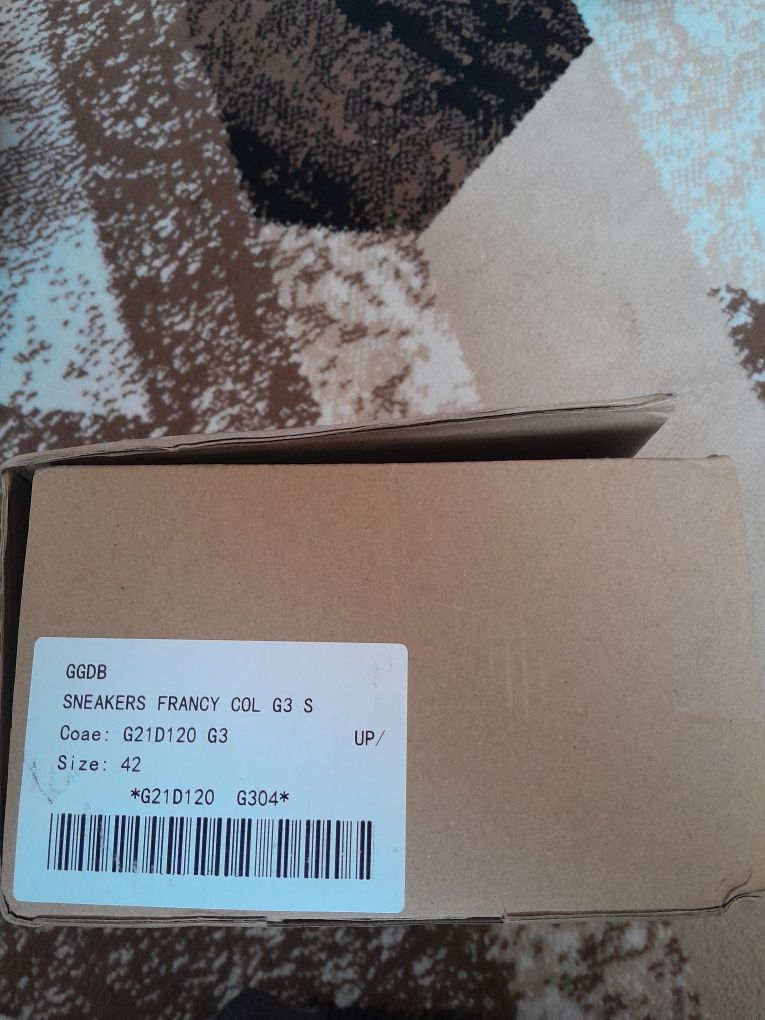 GGDB
SNEAKERS FRANCY COL G3 S
Coae: G21D120 G3 UP/
Size: 42
*G21D120 G304*